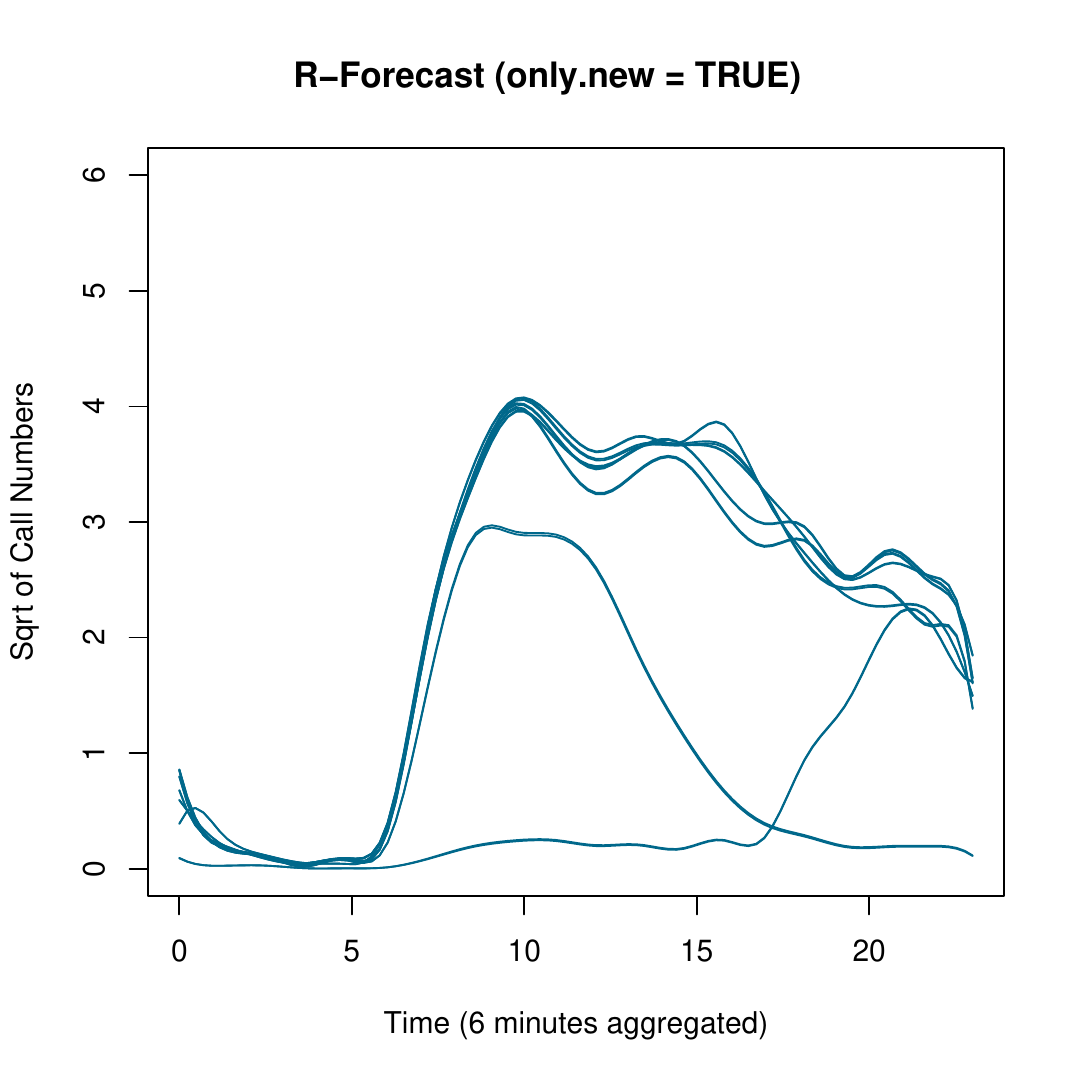 R−Forecast (only.new = TRUE)
Sqrt of Call Numbers
6
5
4
3
2
1
0
0 5 10 15 20
Time (6 minutes aggregated)